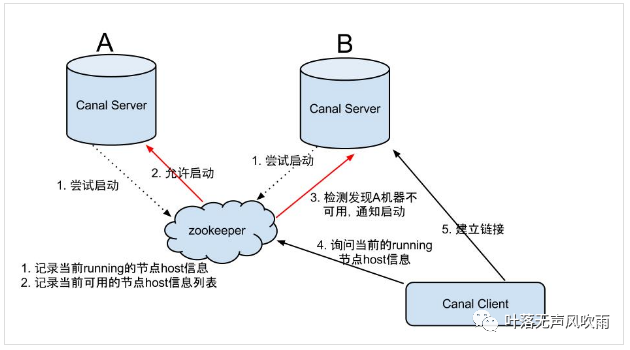 A
B
Canal Server
Canal Server
1. 尝试启动
2. 允许启动
1. 尝试启动
3. 检测发现A机器不
可用，通知启动
zookeeper
4. 询问当前的running
节点host信息
5. 建立链接
1. 记录当前running的节点host信息
2. 记录当前可用的节点host信息列表
Canal Client
叶落无声风吹雨